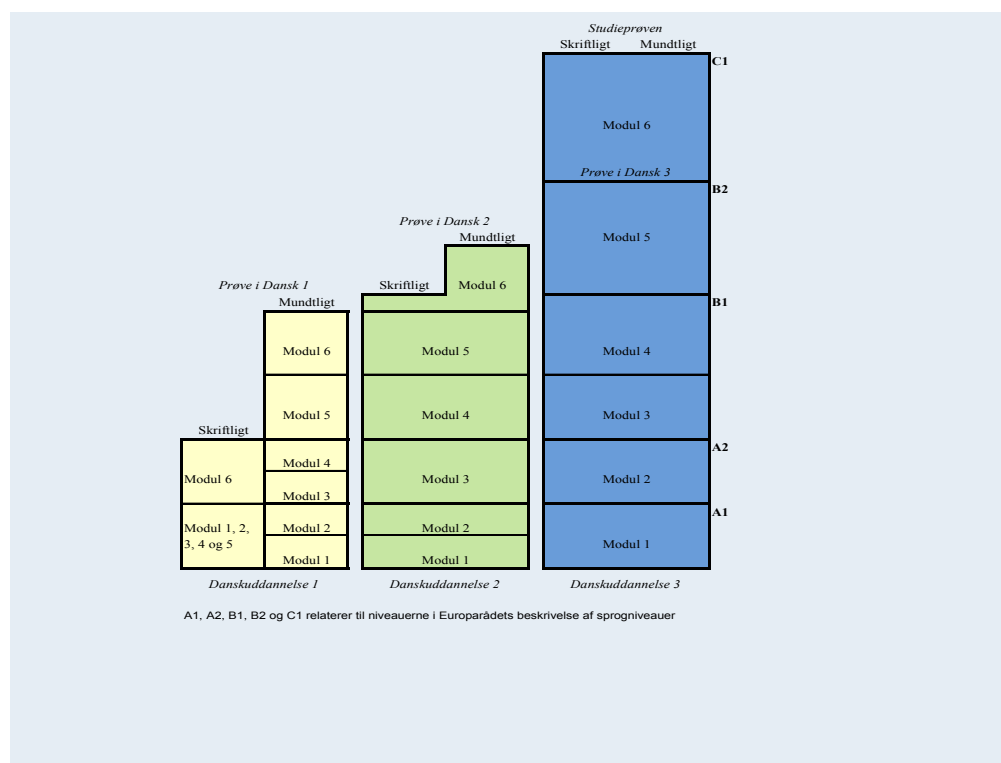 Studieprøven
Skriftligt Mundtligt
C1
Modul 6
Prøve i Dansk 3
B2
Prøve i Dansk 2
Mundtligt
Modul 5
Prøve i Dansk 1
Skriftligt
Modul 6
Mundtligt
B1
Modul 6
Modul 5
Modul 4
Modul 5
Modul 4
Modul 3
Skriftligt
A2
Modul 4
Modul 6
Modul 3
Modul 2
Modul 3
A1
Modul 1, 2,
3, 4 og 5
Modul 2
Modul 2
Modul 1
Modul 1
Modul 1
Danskuddannelse 1
Danskuddannelse 2
Danskuddannelse 3
A1, A2, B1, B2 og C1 relaterer til niveauerne i Europarådets beskrivelse af sprogniveauer